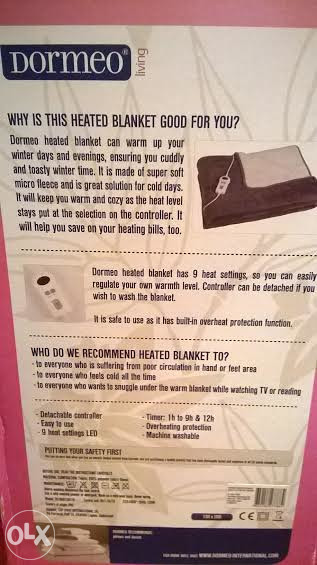 DORMEO®
living
WHY IS THIS HEATED BLANKET GOOD FOR YOU?
Dormeo heated blanket can warm up your
winter days and evenings, ensuring you cuddly
and toasty winter time. It is made of super soft
micro fleece and is great solution for cold days.
It will keep you warm and cozy as the heat level
stays put at the selection on the controller. It
will help you save on your heating bills, too.
Dormeo heated blanket has 9 heat settings, so you can easily
regulate your own warmth level. Controller can be detached if you
wish to wash the blanket.
It is safe to use as it has built-in overheat protection function.
WHO DO WE RECOMMEND HEATED BLANKET TO?
- to everyone who is suffering from poor circulation in hand or feet area
- to everyone who feels cold all the time
- to everyone who wants to snuggle under the warm blanket while watching TV or reading
- Detachable controller
- Easy to use
- 9 heat settings LED
- Timer: 1h to 9h & 12h
- Overheating protection
- Machine washable
PUTTING YOUR SAFETY FIRST
DORMEO RECOMMENDS:
WWW.DORMEO-INTERNATIONAL.COM
OLX